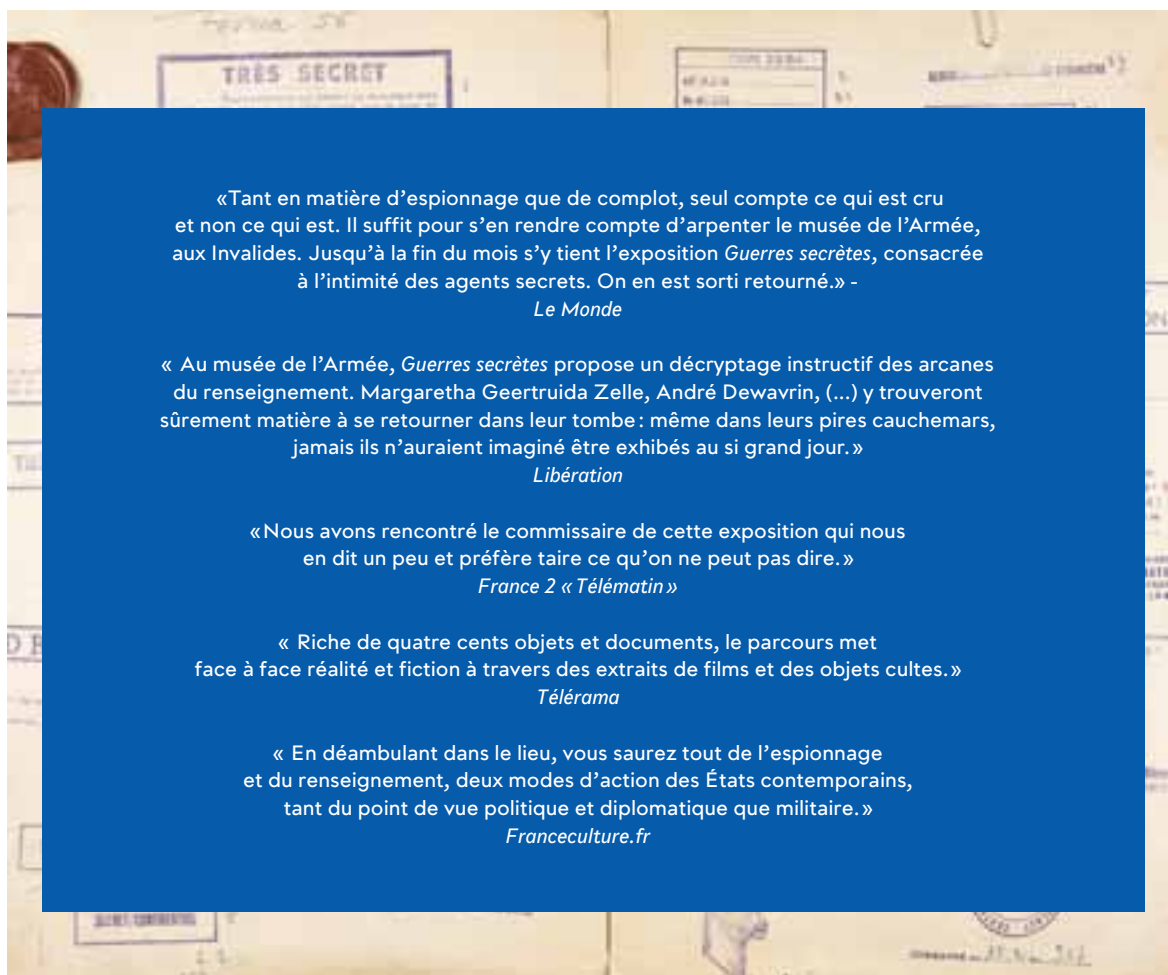 TRÈS SECRET
«Tant en matière d’espionnage que de complot, seul compte ce qui est cru
et non ce qui est. Il suffit pour s’en rendre compte d’arpenter le musée de l’Armée,
aux Invalides. Jusqu’à la fin du mois s’y tient l’exposition Guerres secrètes, consacrée
à l’intimité des agents secrets. On en est sorti retourné.» -
Le Monde
« Au musée de l’Armée, Guerres secrètes propose un décryptage instructif des arcanes
du renseignement. Margaretha Geertruida Zelle, André Dewavrin, (...) y trouveront
sûrement matière à se retourner dans leur tombe : même dans leurs pires cauchemars,
jamais ils n’auraient imaginé être exhibés au si grand jour.»
Libération
«Nous avons rencontré le commissaire de cette exposition qui nous
en dit un peu et préfère taire ce qu’on ne peut pas dire.»
France 2 « Télématin »
« Riche de quatre cents objets et documents, le parcours met
face à face réalité et fiction à travers des extraits de films et des objets cultes.»
Télérama
« En déambulant dans le lieu, vous saurez tout de l’espionnage
et du renseignement, deux modes d’action des États contemporains,
tant du point de vue politique et diplomatique que militaire.»
Franceculture.fr